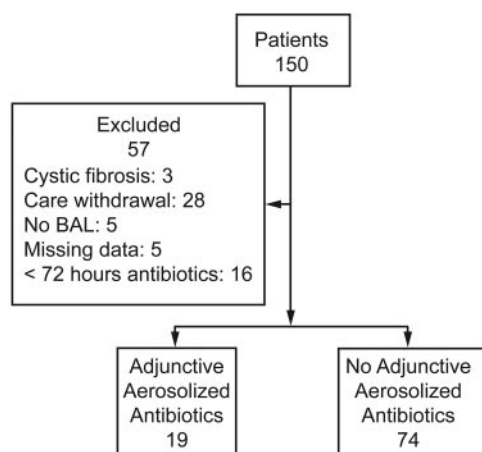 Patients
150
Excluded
57
Cystic fibrosis: 3
Care withdrawal: 28
No BAL: 5
Missing data: 5
< 72 hours antibiotics: 16
Adjunctive
Aerosolized
Antibiotics
19
No Adjunctive
Aerosolized
Antibiotics
74